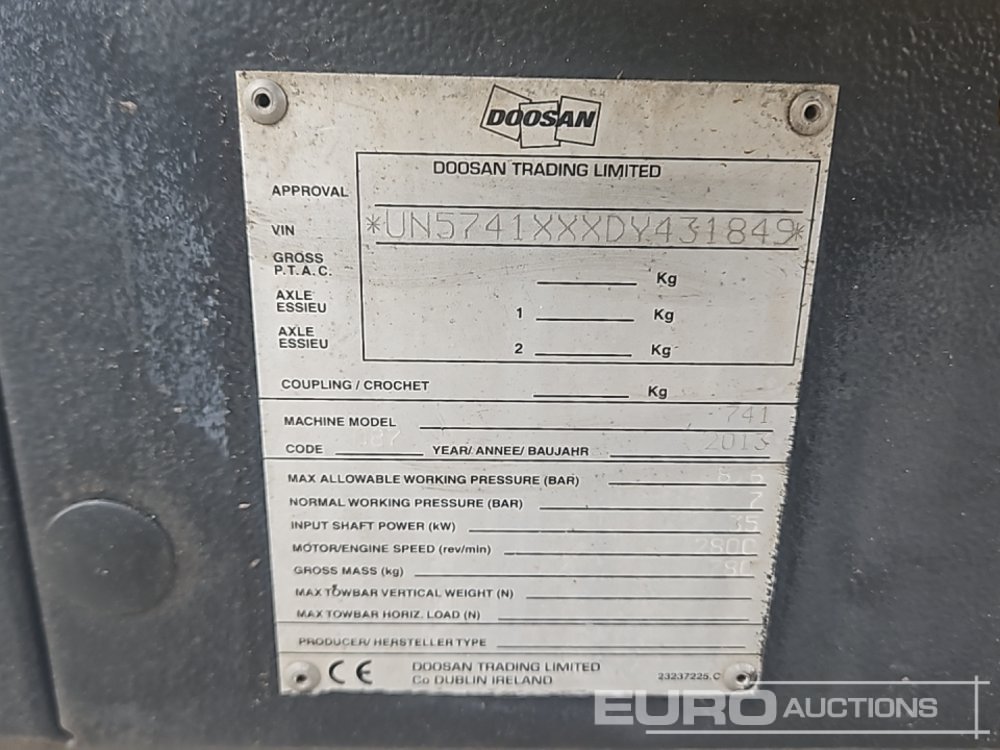 DOOSAN
DOOSAN TRADING LIMITED
APPROVAL
VIN *UN5741XXXDY431849*
GROSS
P.T.A.C. Kg
AXLE
ESSIEU 1 Kg
AXLE
ESSIEU 2 Kg
COUPLING / CROCHET Kg
MACHINE MODEL 741
CODE YEAR/ ANNEE/ BAUJAHR 2013
MAX ALLOWABLE WORKING PRESSURE (BAR) 8,6
NORMAL WORKING PRESSURE (BAR) 7
INPUT SHAFT POWER (kW) 35
MOTOR/ENGINE SPEED (rev/min) 2800
GROSS MASS (kg)
MAX TOWBAR VERTICAL WEIGHT (N)
MAX TOWBAR HORIZ. LOAD (N)
PRODUCER/ HERSTELLER TYPE
CE DOOSAN TRADING LIMITED
Co DUBLIN IRELAND 23237225.C
EURO AUCTIONS